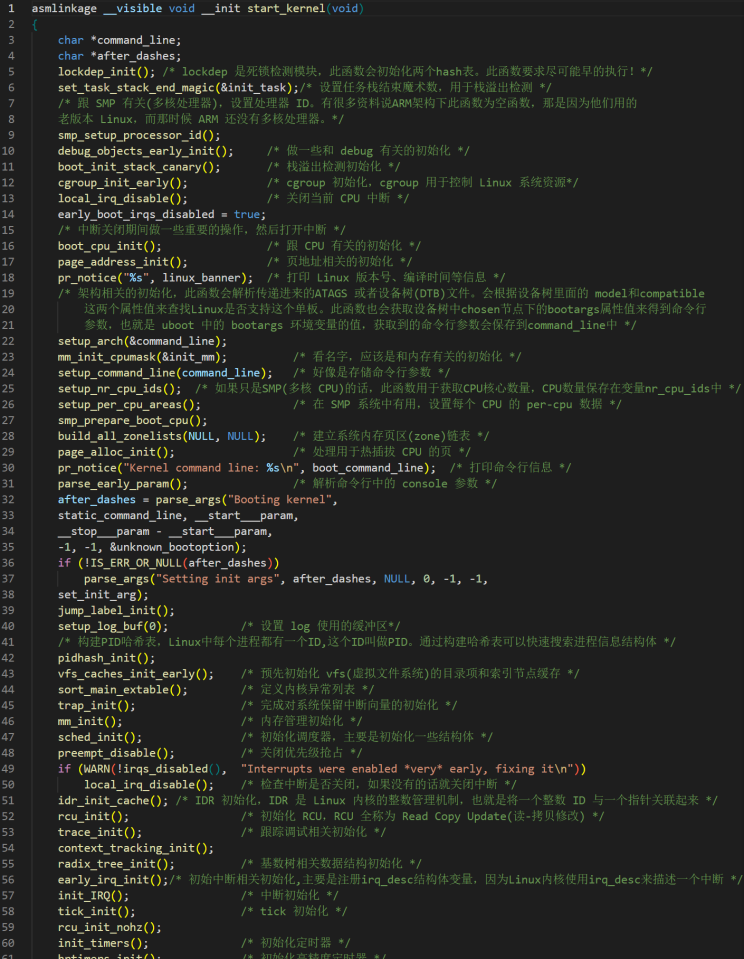 1 asmlinkage __visible void __init start_kernel(void)
2 {
3 char *command_line;
4 char *after_dashes;
5 lockdep_init(); /* lockdep 是死锁检测模块，此函数会初始化两个hash表。此函数要求尽可能早的执行！*/
6 set_task_stack_end_magic(&init_task);/* 设置任务栈结束魔术数，用于栈溢出检测 */
7 /* 跟 SMP 有关(多核处理器)，设置处理器 ID。有很多资料说ARM架构下此函数为空函数，那是因为他们用的
8 老版本 Linux，而那时候 ARM 还没有多核处理器。*/
9 smp_setup_processor_id();
10 debug_objects_early_init(); /* 做一些和 debug 有关的初始化 */
11 boot_init_stack_canary(); /* 栈溢出检测初始化 */
12 cgroup_init_early(); /* cgroup 初始化，cgroup 用于控制 Linux 系统资源*/
13 local_irq_disable(); /* 关闭当前 CPU 中断 */
14 early_boot_irqs_disabled = true;
15 /* 中断关闭期间做一些重要的操作，然后打开中断 */
16 boot_cpu_init(); /* 跟 CPU 有关的初始化 */
17 page_address_init(); /* 页地址相关的初始化 */
18 pr_notice("%s", linux_banner); /* 打印 Linux 版本号、编译时间等信息 */
19 /* 架构相关的初始化，此函数会解析传递进来的ATAGS 或者设备树(DTB)文件。会根据设备树里面的 model和compatible
20 这两个属性值来查找Linux是否支持这个单板。此函数也会获取设备树中chosen节点下的bootargs属性值来得到命令行
21 参数，也就是 uboot 中的 bootargs 环境变量的值，获取到的命令行参数会保存到command_line中 */
22 setup_arch(&command_line);
23 mm_init_cpumask(&init_mm); /* 看名字，应该是和内存有关的初始化 */
24 setup_command_line(command_line); /* 好像是存储命令行参数 */
25 setup_nr_cpu_ids(); /* 如果只是SMP(多核 CPU)的话，此函数用于获取CPU核心数量，CPU数量保存在变量nr_cpu_ids中 */
26 setup_per_cpu_areas(); /* 在 SMP 系统中有用，设置每个 CPU 的 per-cpu 数据 */
27 smp_prepare_boot_cpu();
28 build_all_zonelists(NULL, NULL); /* 建立系统内存页区(zone)链表 */
29 page_alloc_init(); /* 处理用于热插拔 CPU 的页 */
30 pr_notice("Kernel command line: %s\n", boot_command_line); /* 打印命令行信息 */
31 parse_early_param(); /* 解析命令行中的 console 参数 */
32 after_dashes = parse_args("Booting kernel",
33 static_command_line, __start___param,
34 __stop___param - __start___param,
35 -1, -1, &unknown_bootoption);
36 if (!IS_ERR_OR_NULL(after_dashes))
37 parse_args("Setting init args", after_dashes, NULL, 0, -1, -1,
38 set_init_arg);
39 jump_label_init();
40 setup_log_buf(0); /* 设置 log 使用的缓冲区*/
41 /* 构建PID哈希表，Linux中每个进程都有一个ID,这个ID叫做PID。通过构建哈希表可以快速搜索进程信息结构体 */
42 pidhash_init();
43 vfs_caches_init_early(); /* 预先初始化 vfs(虚拟文件系统)的目录项和索引节点缓存 */
44 sort_main_extable(); /* 定义内核异常列表 */
45 trap_init(); /* 完成对系统保留中断向量的初始化 */
46 mm_init(); /* 内存管理初始化 */
47 sched_init(); /* 初始化调度器，主要是初始化一些结构体 */
48 preempt_disable(); /* 关闭优先级抢占 */
49 if (WARN(!irqs_disabled(), "Interrupts were enabled *very* early, fixing it\n"))
50 local_irq_disable(); /* 检查中断是否关闭，如果没有的话就关闭中断 */
51 idr_init_cache(); /* IDR 初始化，IDR 是 Linux 内核的整数管理机制，也就是将一个整数 ID 与一个指针关联起来 */
52 rcu_init(); /* 初始化 RCU，RCU 全称为 Read Copy Update(读-拷贝修改) */
53 trace_init(); /* 跟踪调试相关初始化 */
54 context_tracking_init();
55 radix_tree_init(); /* 基数树相关数据结构初始化 */
56 early_irq_init();/* 初始中断相关初始化,主要是注册irq_desc结构体变量，因为Linux内核使用irq_desc来描述一个中断 */
57 init_IRQ(); /* 中断初始化 */
58 tick_init(); /* tick 初始化 */
59 rcu_init_nohz();
60 init_timers(); /* 初始化定时器 */
61 hrtimers_init(); /* 初始化高精度定时器 */